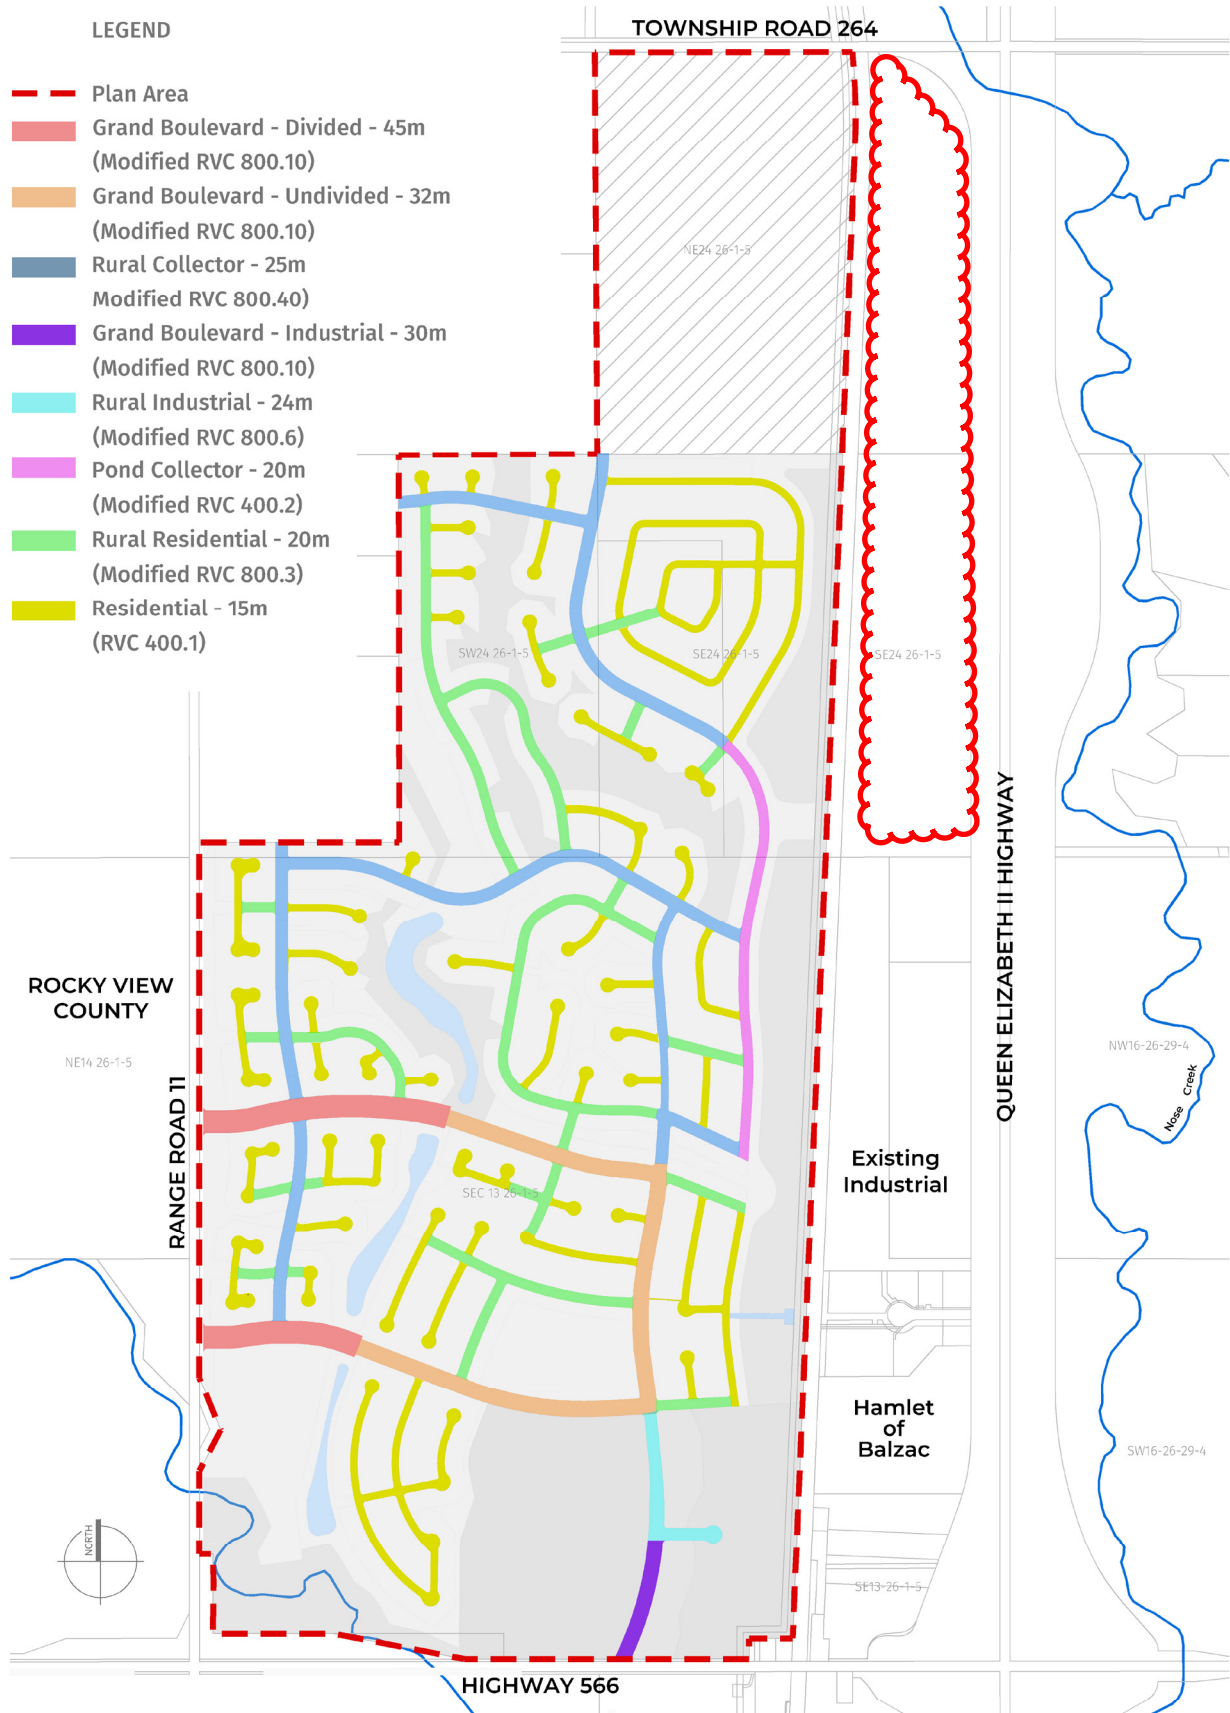 LEGEND
Plan Area
Grand Boulevard - Divided - 45m
(Modified RVC 800.10)
Grand Boulevard - Undivided - 32m
(Modified RVC 800.10)
Rural Collector - 25m
Modified RVC 800.40)
Grand Boulevard - Industrial - 30m
(Modified RVC 800.10)
Rural Industrial - 24m
(Modified RVC 800.6)
Pond Collector - 20m
(Modified RVC 400.2)
Rural Residential - 20m
(Modified RVC 800.3)
Residential - 15m
(RVC 400.1)
TOWNSHIP ROAD 264
NE24 26-1-5
SW24 26-1-5
SE24 26-1-5
SE24 26-1-5
QUEEN ELIZABETH II HIGHWAY
ROCKY VIEW
COUNTY
NE14 26-1-5
RANGE ROAD 11
NW16-26-29-4
Nose Creek
Existing
Industrial
SEC 13 26-1-5
Hamlet
of
Balzac
SW16-26-29-4
NORTH
SE13-26-1-5
HIGHWAY 566